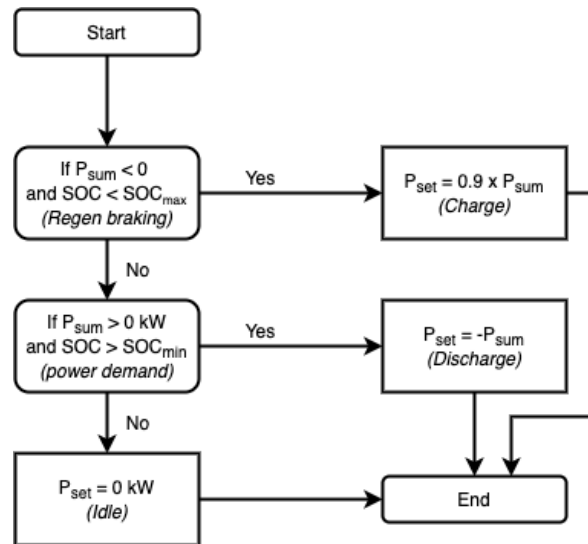 Start
If P_sum < 0
and SOC < SOC_max
(Regen braking)
Yes
P_set = 0.9 x P_sum
(Charge)
No
If P_sum > 0 kW
and SOC > SOC_min
(power demand)
Yes
P_set = -P_sum
(Discharge)
No
P_set = 0 kW
(Idle)
End